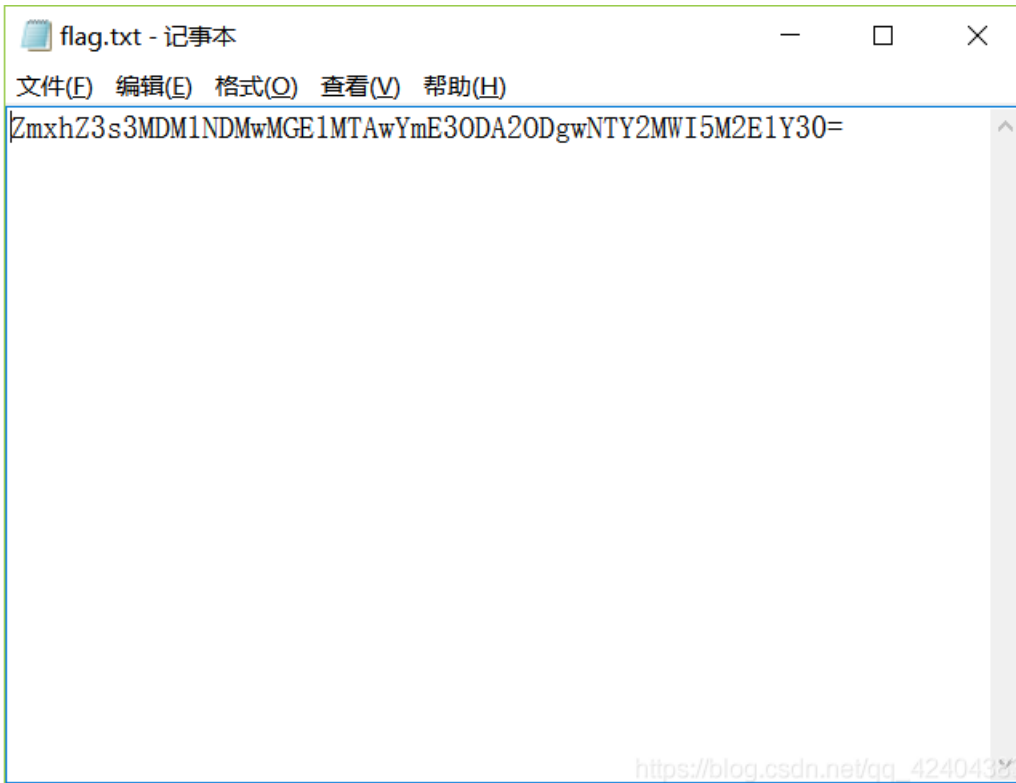 flag.txt - 记事本
文件(F) 编辑(E) 格式(O) 查看(V) 帮助(H)
ZmxhZ3s3MDM1NDMwMGE1MTAwYmE3ODA2ODgwNTY2MWI5M2E1Y30=
https://blog.csdn.net/qq_4240438